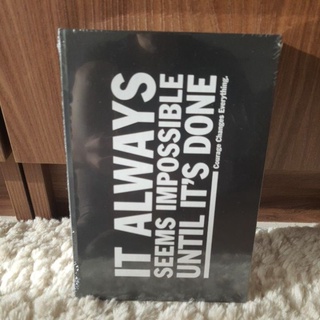 IT ALWAYS
SEEMS IMPOSSIBLE
UNTIL IT'S DONE
Courage Changes Everything.